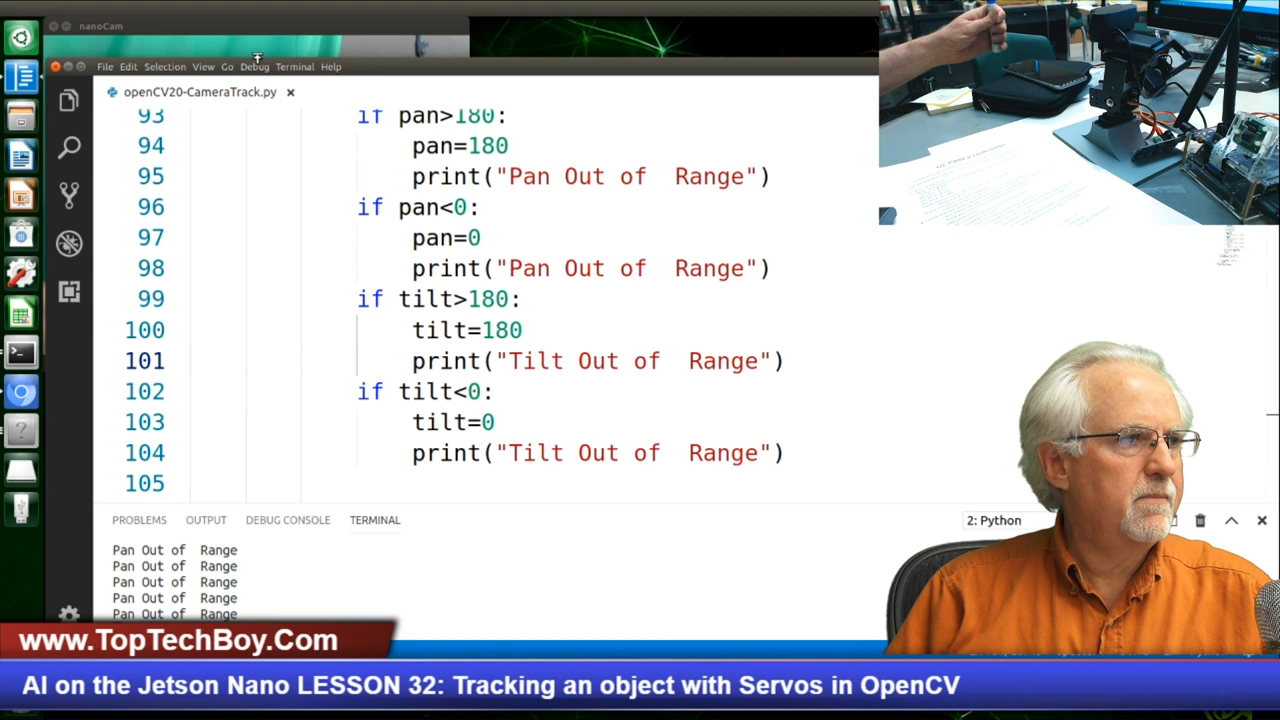 nanoCam
File Edit Selection View Go Debug Terminal Help
openCV20-CameraTrack.py
93 if pan>180:
94 pan=180
95 print("Pan Out of  Range")
96 if pan<0:
97 pan=0
98 print("Pan Out of  Range")
99 if tilt>180:
100 tilt=180
101 print("Tilt Out of  Range")
102 if tilt<0:
103 tilt=0
104 print("Tilt Out of  Range")
105
PROBLEMS OUTPUT DEBUG CONSOLE TERMINAL 2: Python
Pan Out of  Range
Pan Out of  Range
Pan Out of  Range
Pan Out of  Range
Pan Out of  Range
www.TopTechBoy.Com
AI on the Jetson Nano LESSON 32: Tracking an object with Servos in OpenCV